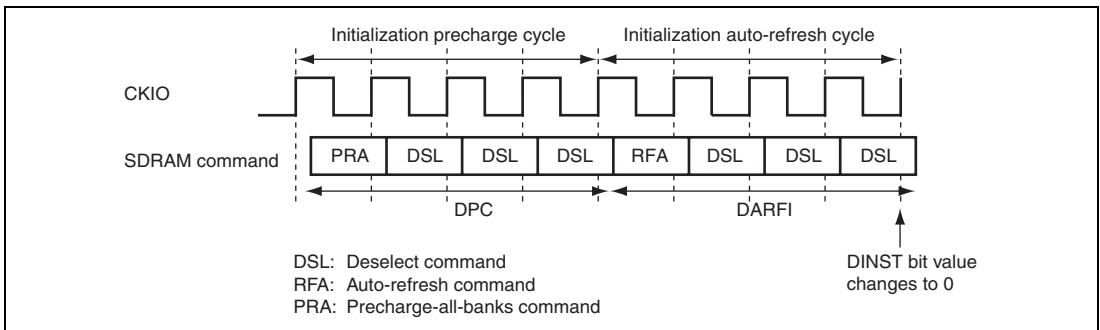 Initialization precharge cycle Initialization auto-refresh cycle
CKIO
SDRAM command PRA DSL DSL DSL RFA DSL DSL DSL
DPC DARFI
DSL: Deselect command
RFA: Auto-refresh command
PRA: Precharge-all-banks command
DINST bit value
changes to 0